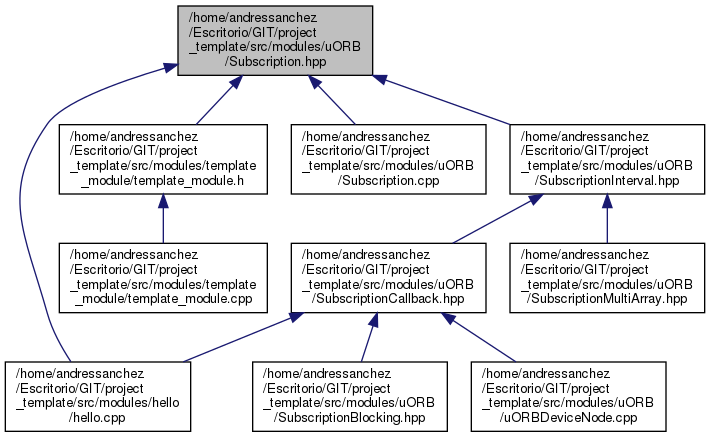 /home/andressanchez
/Escritorio/GIT/project
_template/src/modules/uORB
/Subscription.hpp
/home/andressanchez
/Escritorio/GIT/project
_template/src/modules/template
_module/template_module.h
/home/andressanchez
/Escritorio/GIT/project
_template/src/modules/uORB
/Subscription.cpp
/home/andressanchez
/Escritorio/GIT/project
_template/src/modules/uORB
/SubscriptionInterval.hpp
/home/andressanchez
/Escritorio/GIT/project
_template/src/modules/template
_module/template_module.cpp
/home/andressanchez
/Escritorio/GIT/project
_template/src/modules/uORB
/SubscriptionCallback.hpp
/home/andressanchez
/Escritorio/GIT/project
_template/src/modules/uORB
/SubscriptionMultiArray.hpp
/home/andressanchez
/Escritorio/GIT/project
_template/src/modules/hello
/hello.cpp
/home/andressanchez
/Escritorio/GIT/project
_template/src/modules/uORB
/SubscriptionBlocking.hpp
/home/andressanchez
/Escritorio/GIT/project
_template/src/modules/uORB
/uORBDeviceNode.cpp